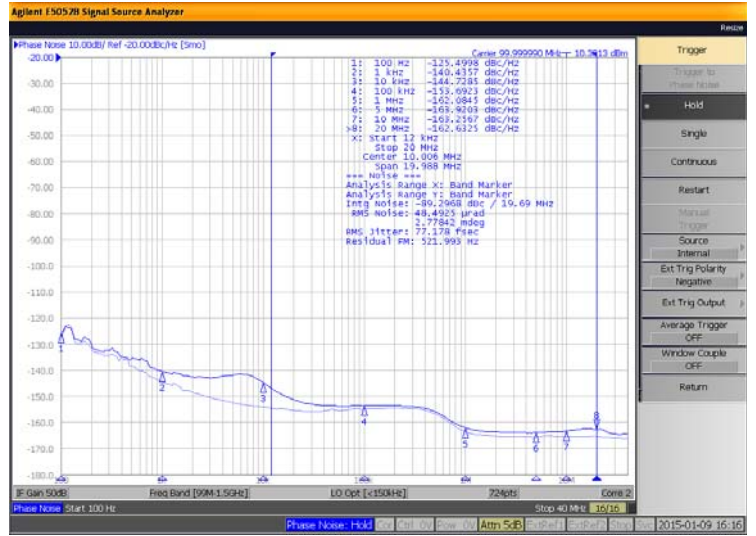 Agilent E5052B Signal Source Analyzer
Resize
Phase Noise 10.00dB/ Ref -20.00dBc/Hz [Smo]
Carrier 99.999990 MHz 10.3913 dBm
-20.00
-30.00
-40.00
-50.00
-60.00
-70.00
-80.00
-90.00
-100.0
-110.0
-120.0
-130.0
-140.0
-150.0
-160.0
-170.0
-180.0
1: 100 Hz -125.4998 dBc/Hz
2: 1 kHz -140.4357 dBc/Hz
3: 10 kHz -144.7285 dBc/Hz
4: 100 kHz -153.6923 dBc/Hz
5: 1 MHz -162.0845 dBc/Hz
6: 5 MHz -163.9203 dBc/Hz
7: 10 MHz -163.2567 dBc/Hz
>8: 20 MHz -162.6325 dBc/Hz
X: Start 12 kHz
Stop 20 MHz
Center 10.006 MHz
Span 19.988 MHz
=== Noise ===
Analysis Range X: Band Marker
Analysis Range Y: Band Marker
Intg Noise: -89.2968 dBc / 19.69 MHz
RMS Noise: 48.4925 µrad
2.77842 mdeg
RMS Jitter: 77.178 fsec
Residual FM: 521.993 Hz
1
2
3
4
5
6
7
8
IF Gain 50dB
Freq Band [99M-1.5GHz]
LO Opt [<150kHz]
724pts
Corre 2
Phase Noise Start 100 Hz
Stop 40 MHz 16/16
Trigger
Trigger to
Phase Noise
Hold
Single
Continuous
Restart
Manual
Trigger
Source
Internal
Ext Trig Polarity
Negative
Ext Trig Output
Average Trigger
OFF
Window Couple
OFF
Return
Phase Noise: Hold Cor Ctrl 0V Pow 0V Attn 5dB ExtRef1 ExtRef2 Stop Svc 2015-01-09 16:16